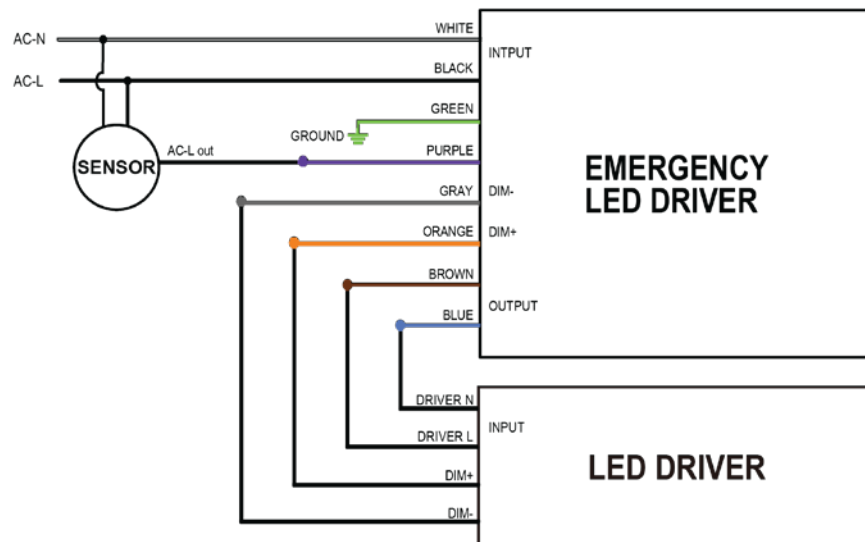 WHITE
AC-N
INTPUT
BLACK
AC-L
GREEN
GROUND
AC-L out
PURPLE
SENSOR
EMERGENCY
LED DRIVER
GRAY
DIM-
ORANGE
DIM+
BROWN
OUTPUT
BLUE
DRIVER N
INPUT
DRIVER L
LED DRIVER
DIM+
DIM-